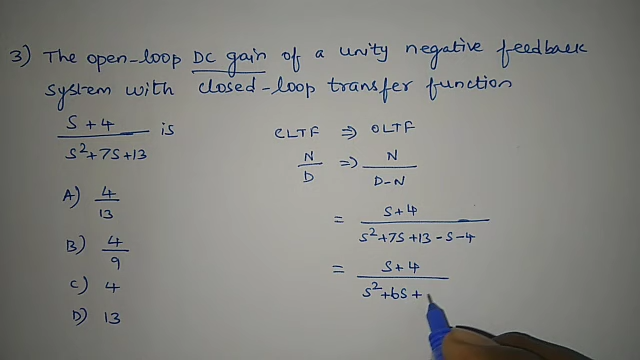 3) The open-loop DC gain of a unity negative feedback
system with closed-loop transfer function
S+4 / S²+7S+13 is
A) 4/13
B) 4/9
C) 4
D) 13
CLTF ⇒ OLTF
N/D ⇒ N/D-N
= S+4 / S²+7S+13-S-4
= S+4 / S²+6S+